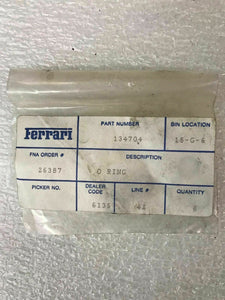 Ferrari
PART NUMBER
134704
BIN LOCATION
18-G-6
FNA ORDER #
26387
DESCRIPTION
O RING
PICKER NO.
DEALER CODE
6135
LINE #
QUANTITY